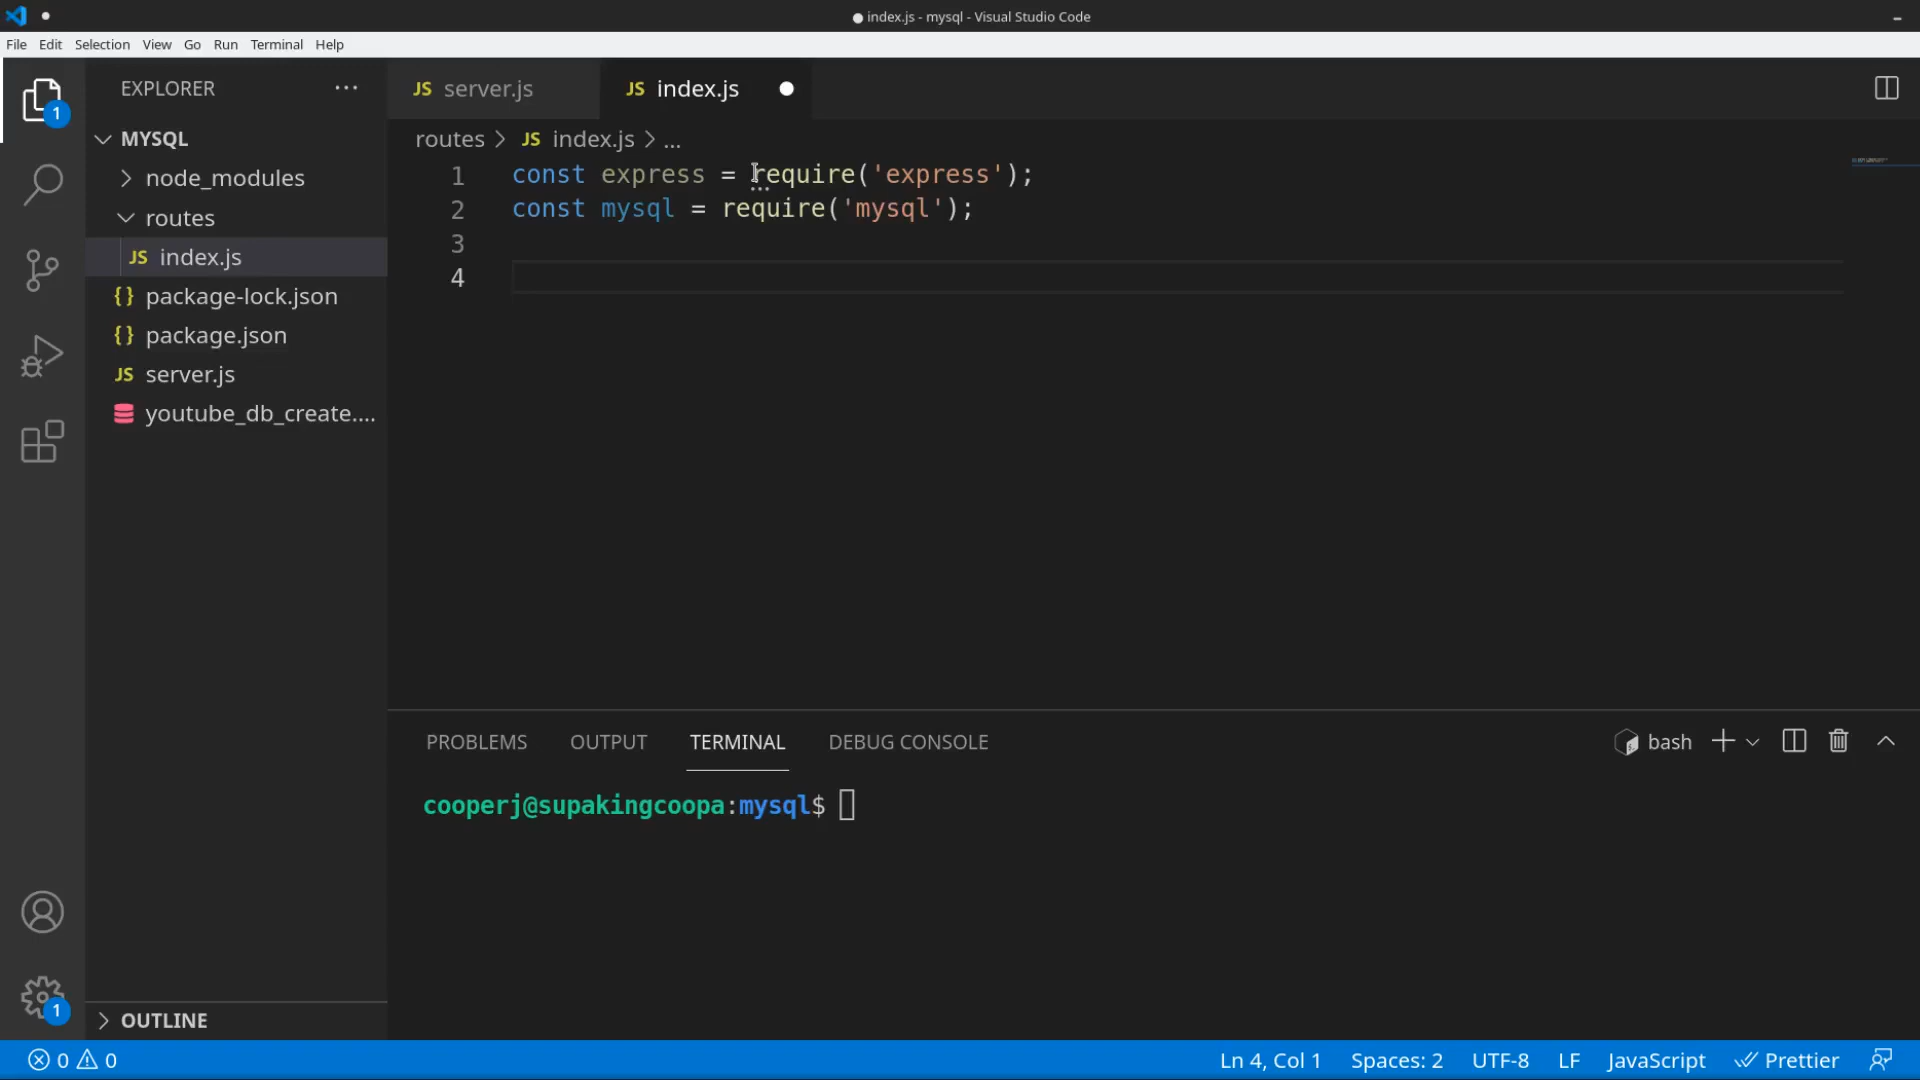 index.js - mysql - Visual Studio Code
File Edit Selection View Go Run Terminal Help
EXPLORER
MYSQL
node_modules
routes
JS index.js
{} package-lock.json
{} package.json
JS server.js
youtube_db_create....
OUTLINE
JS server.js
JS index.js
routes > JS index.js > ...
1 const express = require('express');
2 const mysql = require('mysql');
3
4
PROBLEMS OUTPUT TERMINAL DEBUG CONSOLE
bash
cooperj@supakingcoopa:mysql$
1
1
0 0 Ln 4, Col 1 Spaces: 2 UTF-8 LF JavaScript Prettier